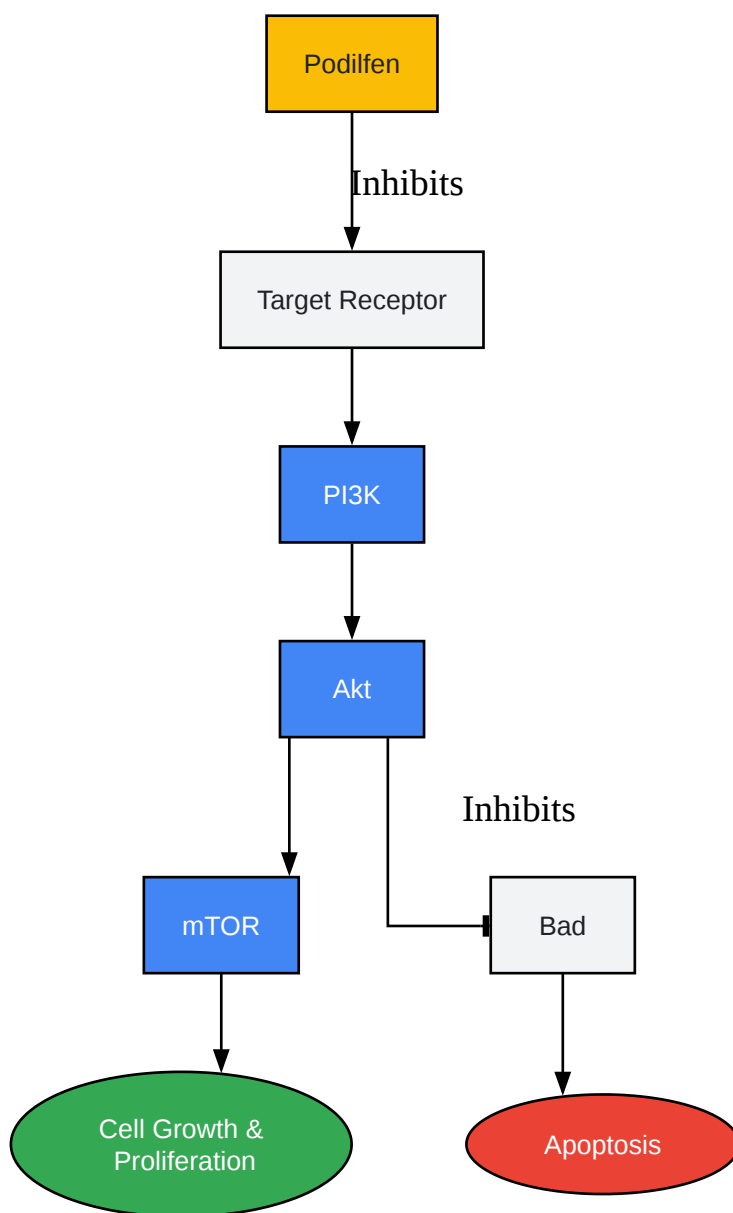 Podilfen
Inhibits
Target Receptor
PI3K
Akt
Inhibits
mTOR
Bad
Cell Growth &
Proliferation
Apoptosis